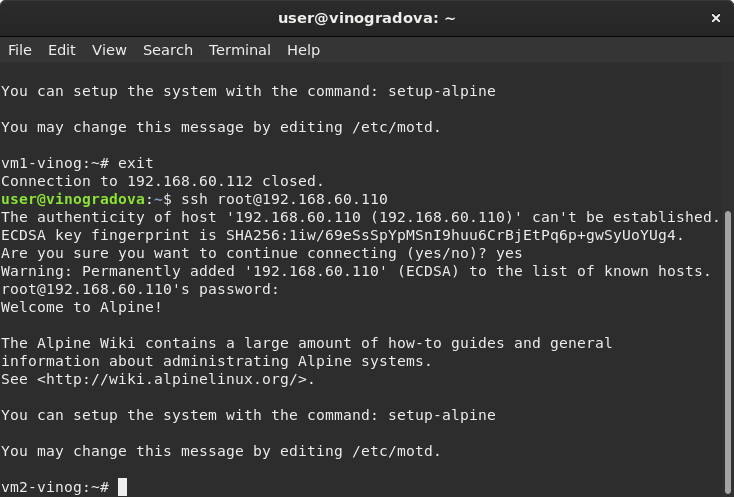 user@vinogradova: ~
×
File Edit View Search Terminal Help
You can setup the system with the command: setup-alpine
You may change this message by editing /etc/motd.
vm1-vinog:~# exit
Connection to 192.168.60.112 closed.
user@vinogradova:~$ ssh root@192.168.60.110
The authenticity of host '192.168.60.110 (192.168.60.110)' can't be established.
ECDSA key fingerprint is SHA256:1iw/69eSsSpYpMSnI9huu6CrBjEtPq6p+gwSyUoYUg4.
Are you sure you want to continue connecting (yes/no)? yes
Warning: Permanently added '192.168.60.110' (ECDSA) to the list of known hosts.
root@192.168.60.110's password:
Welcome to Alpine!
The Alpine Wiki contains a large amount of how-to guides and general
information about administrating Alpine systems.
See <http://wiki.alpinelinux.org/>.
You can setup the system with the command: setup-alpine
You may change this message by editing /etc/motd.
vm2-vinog:~#